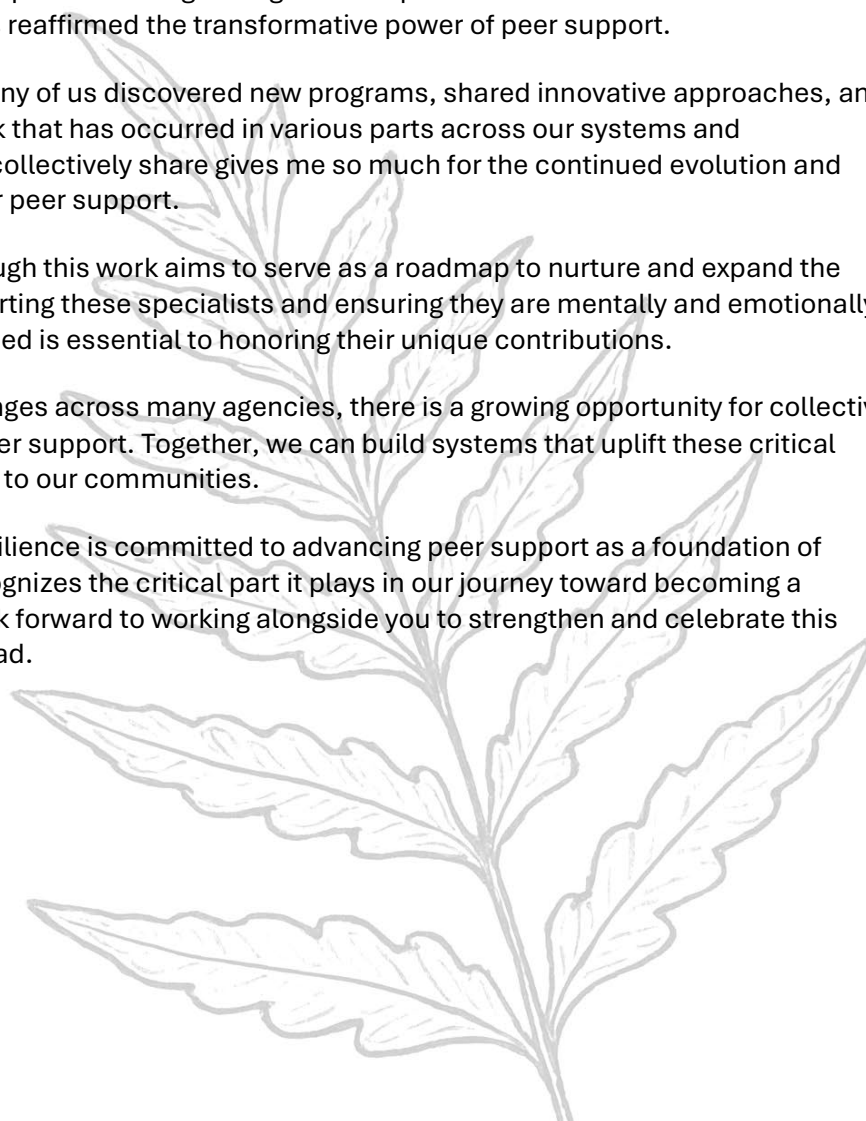 reaffirmed the transformative power of peer support.
ny of us discovered new programs, shared innovative approaches, an
k that has occurred in various parts across our systems and
collectively share gives me so much for the continued evolution and
r peer support.
ugh this work aims to serve as a roadmap to nurture and expand the
rting these specialists and ensuring they are mentally and emotionally
ed is essential to honoring their unique contributions.
nges across many agencies, there is a growing opportunity for collectiv
er support. Together, we can build systems that uplift these critical
to our communities.
ilience is committed to advancing peer support as a foundation of
ognizes the critical part it plays in our journey toward becoming a
k forward to working alongside you to strengthen and celebrate this
ad.